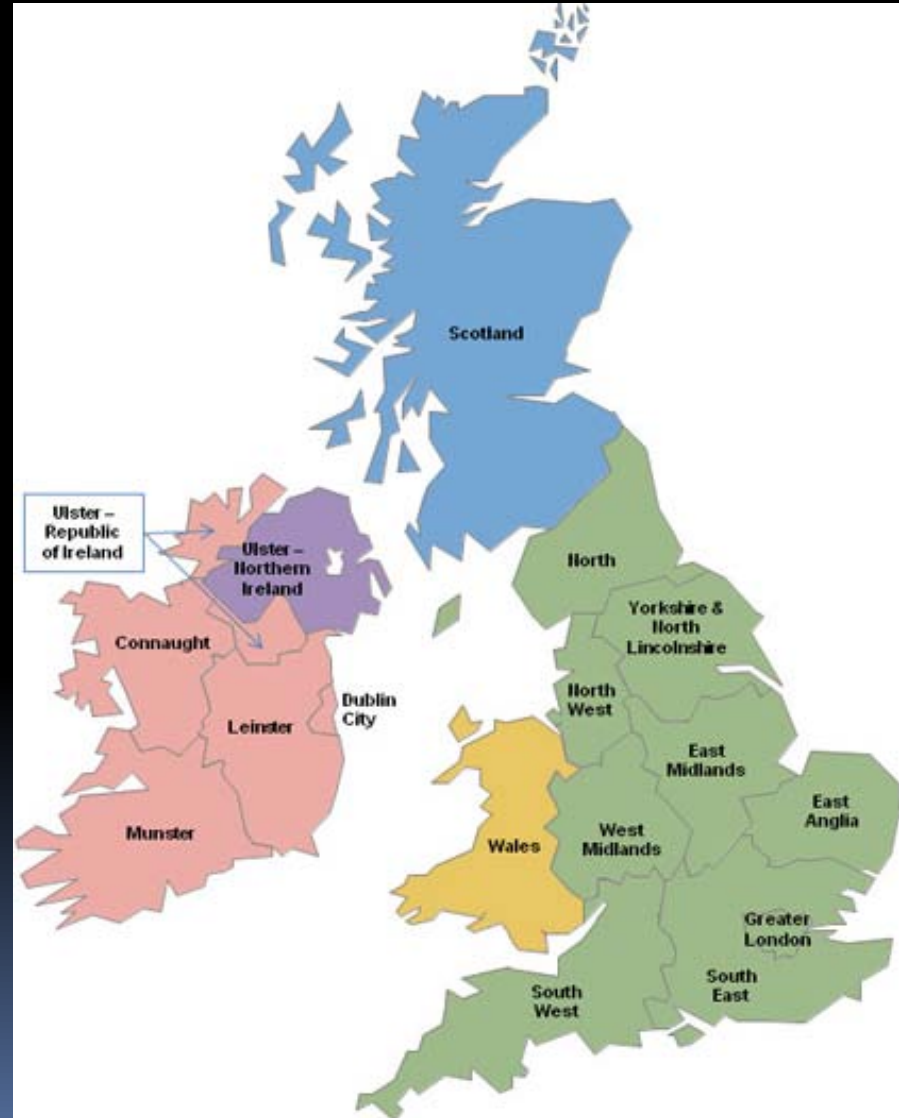 Scotland
Ulster –
Republic
of Ireland
Ulster –
Northern
Ireland
North
Connaught
Yorkshire &
North
Lincolnshire
Dublin
City
North
West
Leinster
East
Midlands
East
Anglia
Munster
Wales
West
Midlands
Greater
London
South
East
South
West